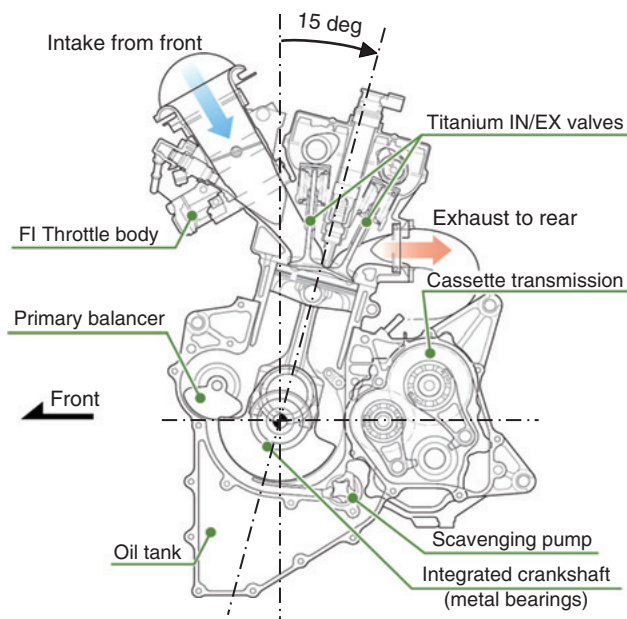 15 deg
Intake from front
Titanium IN/EX valves
FI Throttle body
Exhaust to rear
Cassette transmission
Primary balancer
Front
Oil tank
Scavenging pump
Integrated crankshaft
(metal bearings)